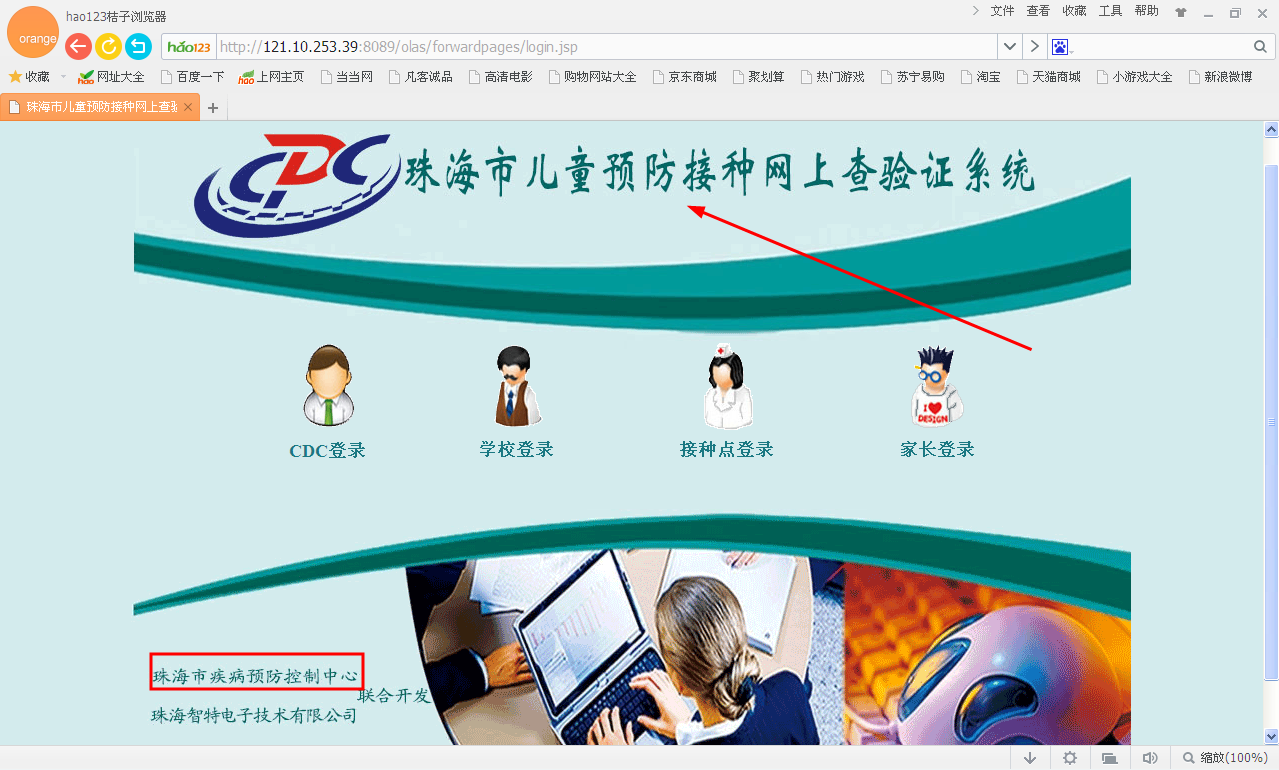 hao123桔子浏览器
文件 查看 收藏 工具 帮助
orange
hao123 http://121.10.253.39:8089/olas/forwardpages/login.jsp
收藏 网址大全 百度一下 上网主页 当当网 凡客诚品 高清电影 购物网站大全 京东商城 聚划算 热门游戏 苏宁易购 淘宝 天猫商城 小游戏大全 新浪微博
珠海市儿童预防接种网上查验
CDC 珠海市儿童预防接种网上查验证系统
I ♥ DESIGN
CDC登录 学校登录 接种点登录 家长登录
珠海市疾病预防控制中心
联合开发
珠海智特电子技术有限公司
缩放(100%)